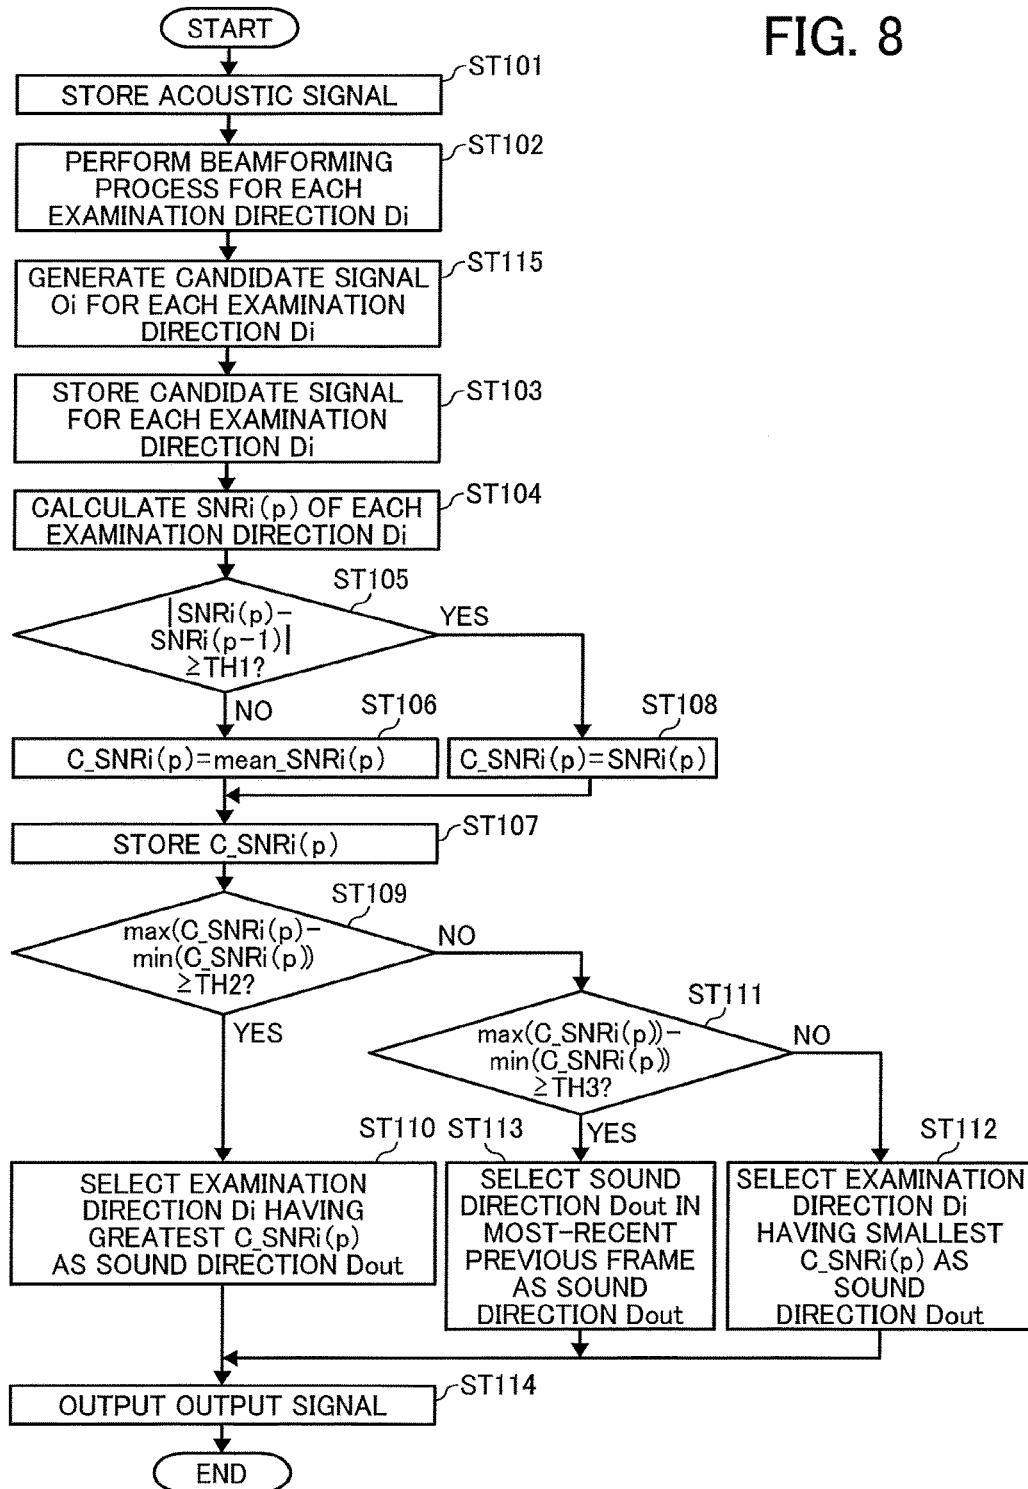 FIG. 8
START
ST101
STORE ACOUSTIC SIGNAL
ST102
PERFORM BEAMFORMING
PROCESS FOR EACH
EXAMINATION DIRECTION Di
ST115
GENERATE CANDIDATE SIGNAL
Oi FOR EACH EXAMINATION
DIRECTION Di
ST103
STORE CANDIDATE SIGNAL
FOR EACH EXAMINATION
DIRECTION Di
ST104
CALCULATE SNRi(p) OF EACH
EXAMINATION DIRECTION Di
ST105
|SNRi(p)−
SNRi(p−1)|
≧TH1?
YES
NO
ST106
C_SNRi(p)=mean_SNRi(p)
ST108
C_SNRi(p)=SNRi(p)
ST107
STORE C_SNRi(p)
ST109
max(C_SNRi(p)−
min(C_SNRi(p))
≧TH2?
NO
YES
ST111
max(C_SNRi(p))−
min(C_SNRi(p))
≧TH3?
NO
YES
ST110
SELECT EXAMINATION
DIRECTION Di HAVING
GREATEST C_SNRi(p)
AS SOUND DIRECTION Dout
ST113
SELECT SOUND
DIRECTION Dout IN
MOST-RECENT
PREVIOUS FRAME
AS SOUND
DIRECTION Dout
ST112
SELECT EXAMINATION
DIRECTION Di
HAVING SMALLEST
C_SNRi(p) AS
SOUND
DIRECTION Dout
ST114
OUTPUT OUTPUT SIGNAL
END